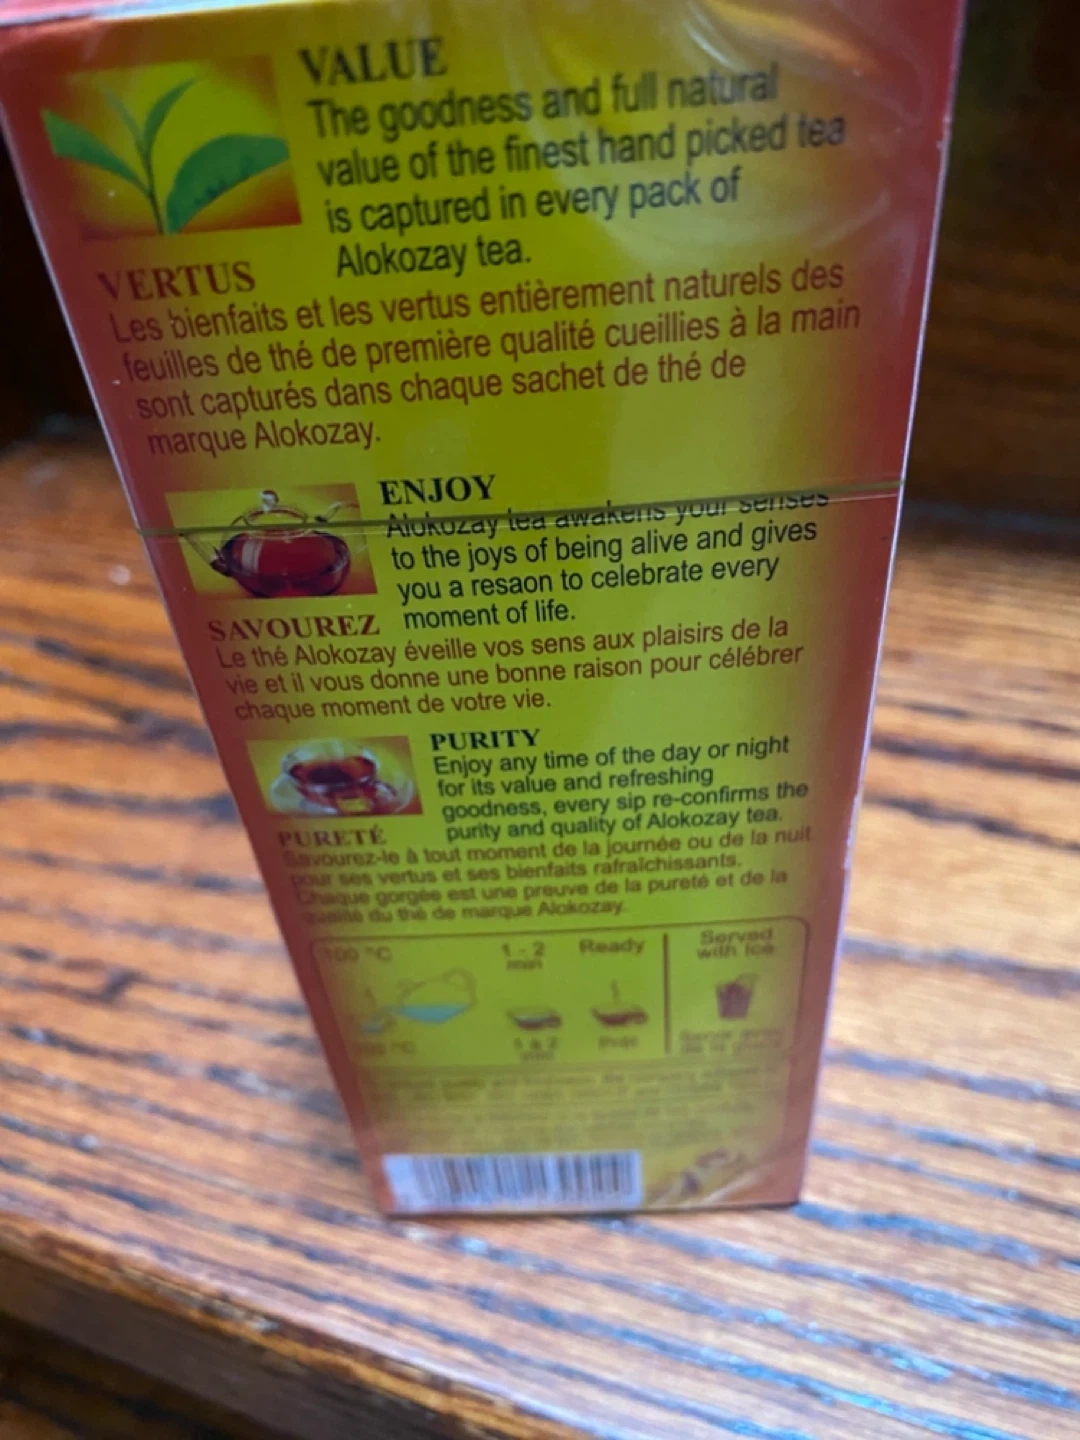 VALUE
The goodness and full natural
value of the finest hand picked tea
is captured in every pack of
Alokozay tea.
VERTUS
Les bienfaits et les vertus entièrement naturels des
feuilles de thé de première qualité cueillies à la main
sont capturés dans chaque sachet de thé de
marque Alokozay.
ENJOY
Alokozay tea awakens your senses
to the joys of being alive and gives
you a resaon to celebrate every
moment of life.
SAVOUREZ
Le thé Alokozay éveille vos sens aux plaisirs de la
vie et il vous donne une bonne raison pour célébrer
chaque moment de votre vie.
PURITY
Enjoy any time of the day or night
for its value and refreshing
goodness, every sip re-confirms the
purity and quality of Alokozay tea.
PURETÉ
Savourez-le à tout moment de la journée ou de la nuit
pour ses vertus et ses bienfaits rafraîchissants.
Chaque gorgée est une preuve de la pureté et de la
qualité du thé de marque Alokozay.
100 °C
1 - 2
min
Ready
Served
with Ice
100 °C
1 à 2
min
Prêt